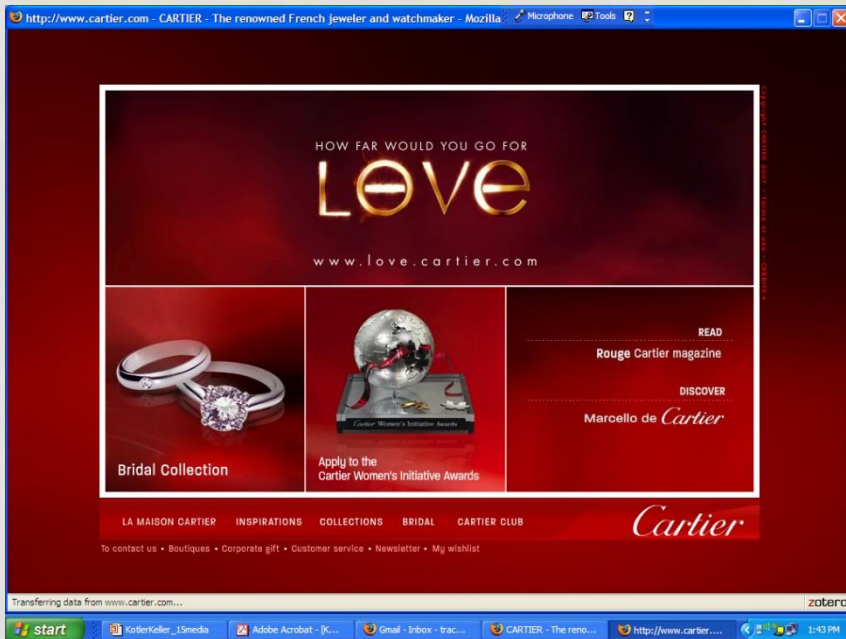 http://www.cartier.com - CARTIER - The renowned French jeweler and watchmaker - Mozilla
Microphone Tools
HOW FAR WOULD YOU GO FOR
LOVE
www.love.cartier.com
READ
Rouge Cartier magazine
DISCOVER
Marcello de Cartier
Cartier Women's Initiative Awards
Bridal Collection
Apply to the
Cartier Women's Initiative Awards
LA MAISON CARTIER INSPIRATIONS COLLECTIONS BRIDAL CARTIER CLUB
Cartier
To contact us • Boutiques • Corporate gift • Customer service • Newsletter • My wishlist
Transferring data from www.cartier.com...
zotero
start KotlerKeller_15media Adobe Acrobat - [K... Gmail - Inbox - trac... CARTIER - The reno... http://www.cartier.... 1:43 PM